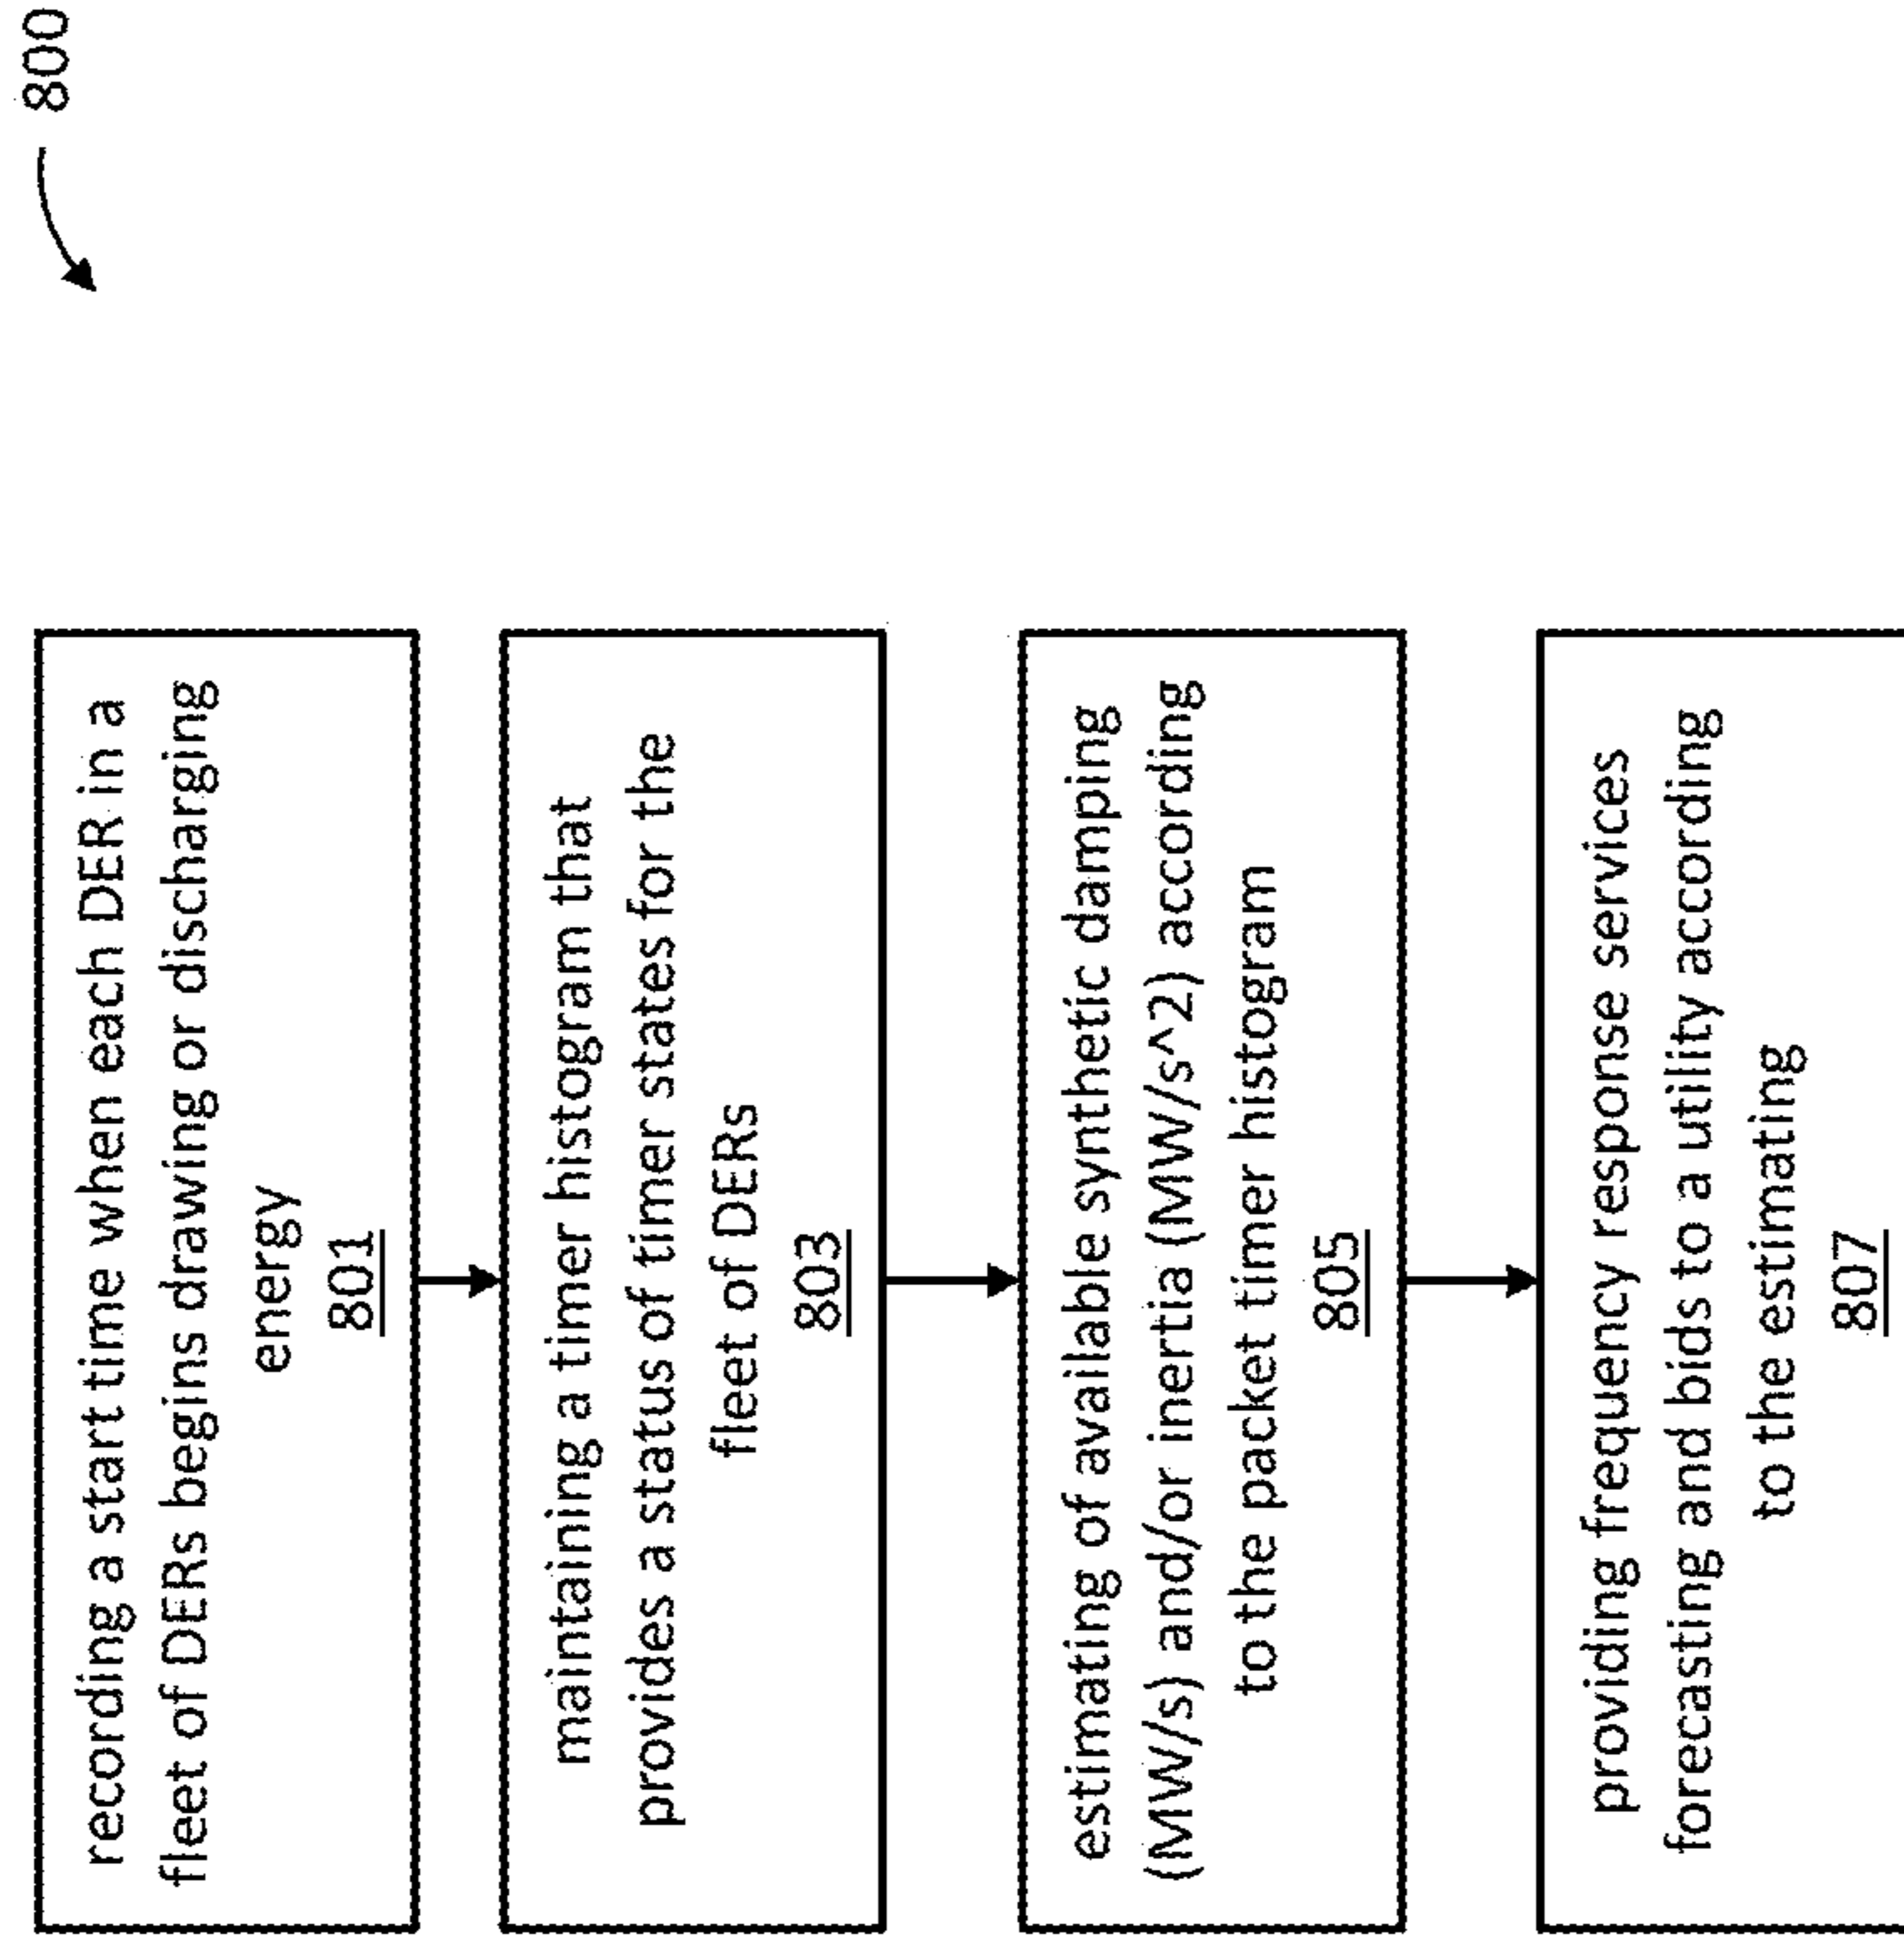 800
recording a start time when each DER in a
fleet of DERs begins drawing or discharging
energy
801
maintaining a timer histogram that
provides a status of timer states for the
fleet of DERs
803
estimating of available synthetic damping
(MW/s) and/or inertia (MW/s^2) according
to the packet timer histogram
805
providing frequency response services
forecasting and bids to a utility according
to the estimating
807